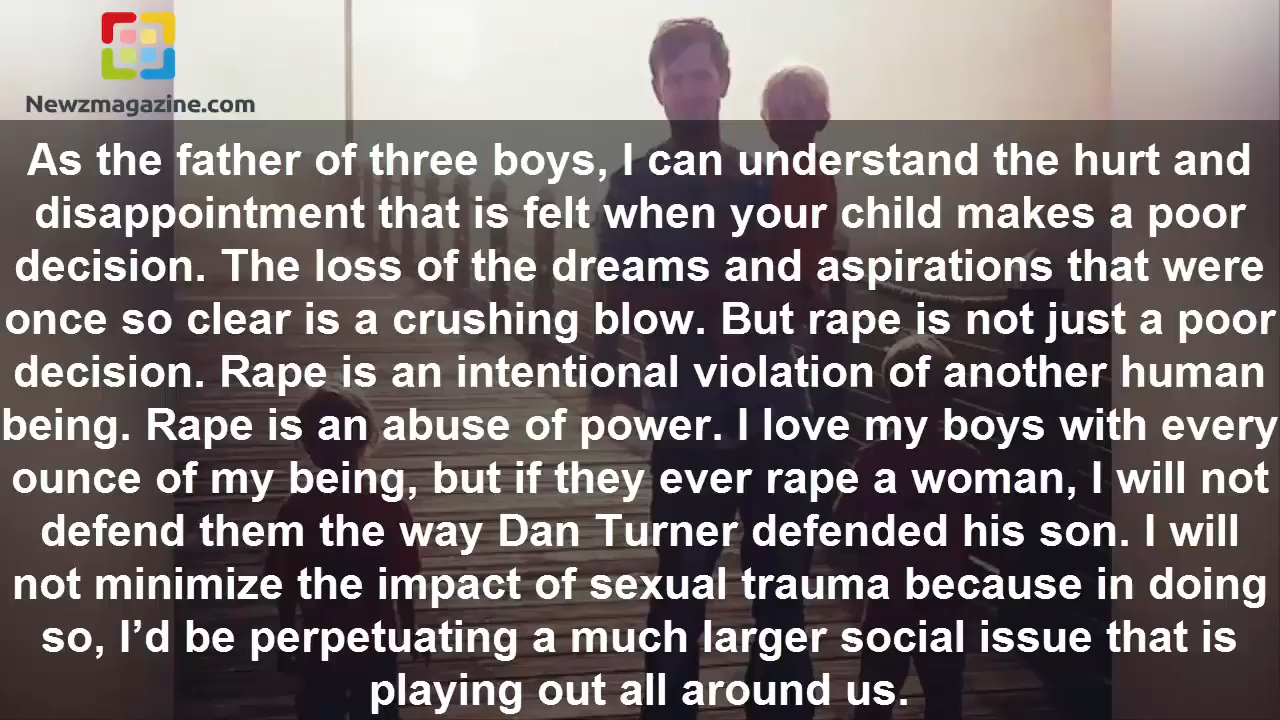 Newzmagazine.com
As the father of three boys, I can understand the hurt and
disappointment that is felt when your child makes a poor
decision. The loss of the dreams and aspirations that were
once so clear is a crushing blow. But rape is not just a poor
decision. Rape is an intentional violation of another human
being. Rape is an abuse of power. I love my boys with every
ounce of my being, but if they ever rape a woman, I will not
defend them the way Dan Turner defended his son. I will
not minimize the impact of sexual trauma because in doing
so, I’d be perpetuating a much larger social issue that is
playing out all around us.